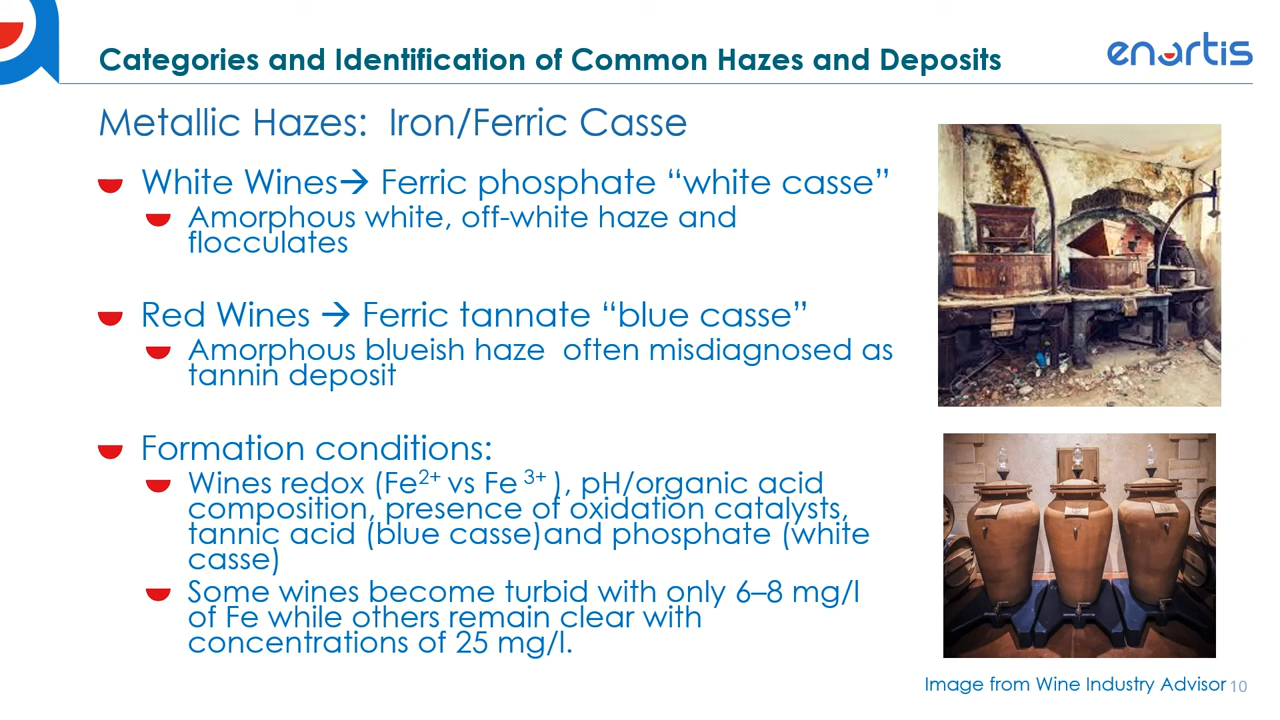 Categories and Identification of Common Hazes and Deposits
enartis
Metallic Hazes:  Iron/Ferric Casse
White Wines→ Ferric phosphate “white casse”
Amorphous white, off-white haze and
flocculates
Red Wines → Ferric tannate “blue casse”
Amorphous blueish haze  often misdiagnosed as
tannin deposit
Formation conditions:
Wines redox (Fe²⁺ vs Fe ³⁺ ), pH/organic acid
composition, presence of oxidation catalysts,
tannic acid (blue casse)and phosphate (white
casse)
Some wines become turbid with only 6–8 mg/l
of Fe while others remain clear with
concentrations of 25 mg/l.
Image from Wine Industry Advisor
10